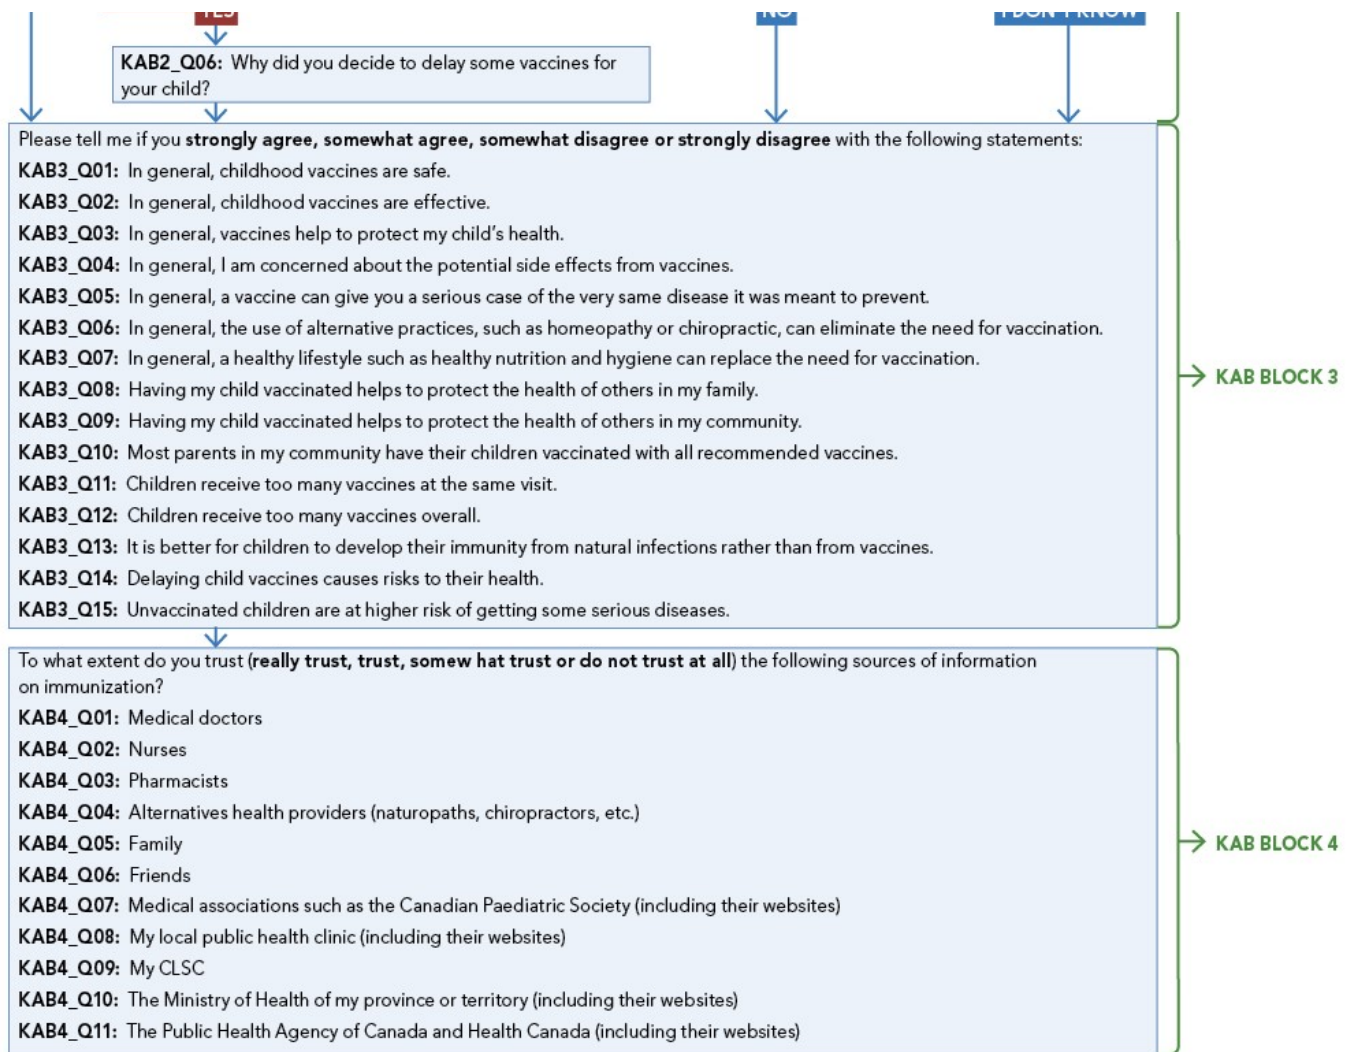 YES
NO
I DON'T KNOW
KAB2_Q06: Why did you decide to delay some vaccines for
your child?
Please tell me if you strongly agree, somewhat agree, somewhat disagree or strongly disagree with the following statements:
KAB3_Q01: In general, childhood vaccines are safe.
KAB3_Q02: In general, childhood vaccines are effective.
KAB3_Q03: In general, vaccines help to protect my child's health.
KAB3_Q04: In general, I am concerned about the potential side effects from vaccines.
KAB3_Q05: In general, a vaccine can give you a serious case of the very same disease it was meant to prevent.
KAB3_Q06: In general, the use of alternative practices, such as homeopathy or chiropractic, can eliminate the need for vaccination.
KAB3_Q07: In general, a healthy lifestyle such as healthy nutrition and hygiene can replace the need for vaccination.
KAB3_Q08: Having my child vaccinated helps to protect the health of others in my family.
KAB3_Q09: Having my child vaccinated helps to protect the health of others in my community.
KAB3_Q10: Most parents in my community have their children vaccinated with all recommended vaccines.
KAB3_Q11: Children receive too many vaccines at the same visit.
KAB3_Q12: Children receive too many vaccines overall.
KAB3_Q13: It is better for children to develop their immunity from natural infections rather than from vaccines.
KAB3_Q14: Delaying child vaccines causes risks to their health.
KAB3_Q15: Unvaccinated children are at higher risk of getting some serious diseases.
KAB BLOCK 3
To what extent do you trust (really trust, trust, somew hat trust or do not trust at all) the following sources of information
on immunization?
KAB4_Q01: Medical doctors
KAB4_Q02: Nurses
KAB4_Q03: Pharmacists
KAB4_Q04: Alternatives health providers (naturopaths, chiropractors, etc.)
KAB4_Q05: Family
KAB4_Q06: Friends
KAB4_Q07: Medical associations such as the Canadian Paediatric Society (including their websites)
KAB4_Q08: My local public health clinic (including their websites)
KAB4_Q09: My CLSC
KAB4_Q10: The Ministry of Health of my province or territory (including their websites)
KAB4_Q11: The Public Health Agency of Canada and Health Canada (including their websites)
KAB BLOCK 4